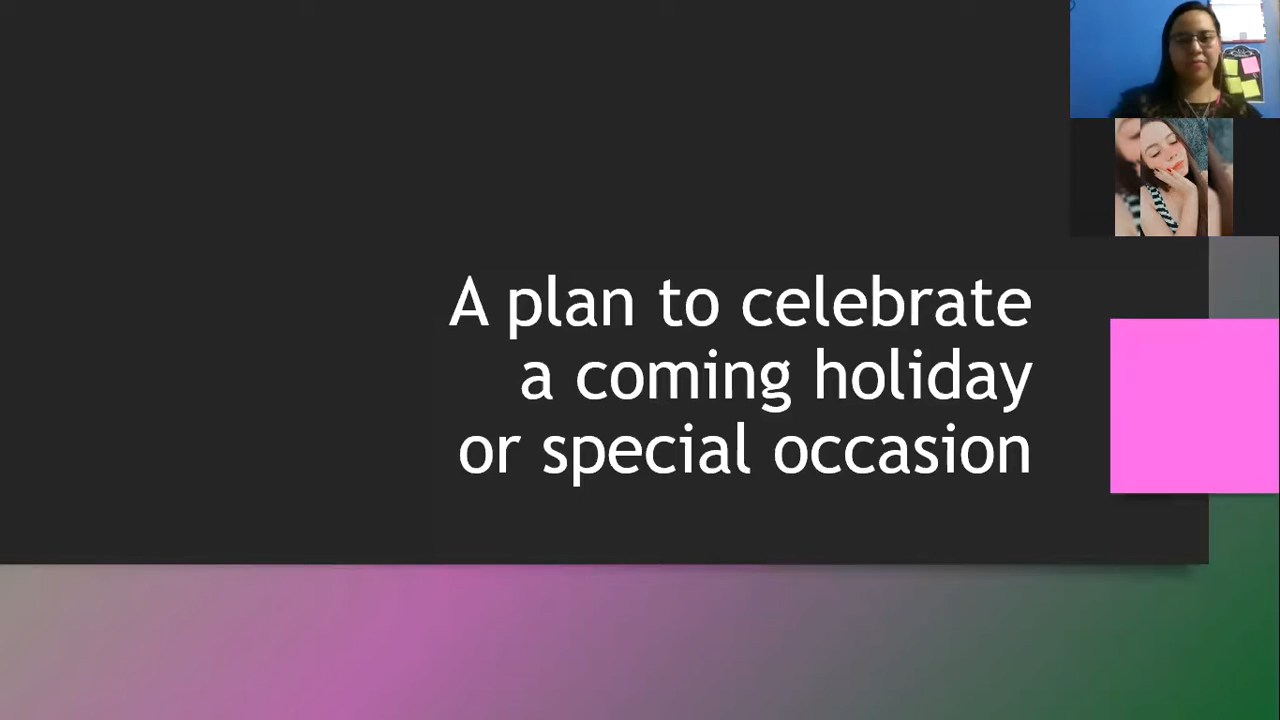 A plan to celebrate
a coming holiday
or special occasion